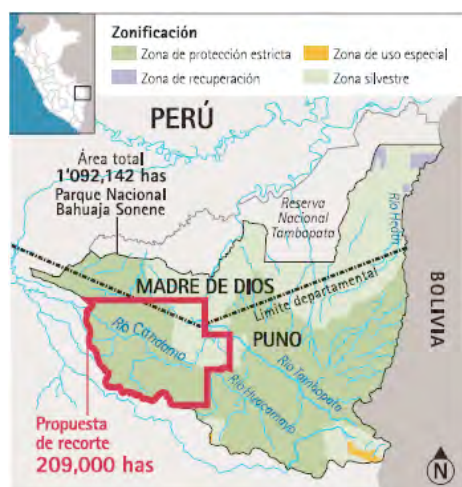 Zonificación
Zona de protección estricta
Zona de uso especial
Zona de recuperación
Zona silvestre
PERÚ
Área total
1'092,142 has
Parque Nacional
Bahuaja Sonene
Reserva
Nacional
Tambopata
Río Heath
BOLIVIA
MADRE DE DIOS
Límite departamental
Río Candamo
PUNO
Río Tambopata
Río Huacamayo
Propuesta
de recorte
209,000 has
N